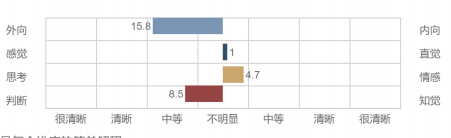 外向 15.8 内向
感觉 1 直觉
思考 4.7 情感
判断 8.5 知觉
很清晰 清晰 中等 不明显 中等 清晰 很清晰